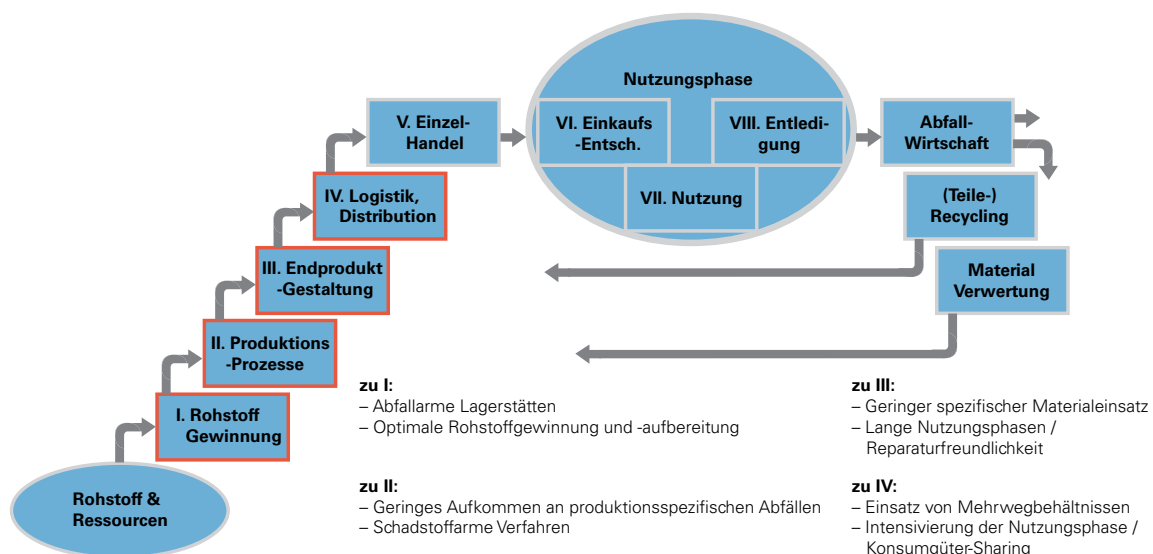 Nutzungsphase
V. Einzel-
Handel
VI. Einkaufs
-Entsch.
VIII. Entledi-
gung
Abfall-
Wirtschaft
IV. Logistik,
Distribution
VII. Nutzung
(Teile-)
Recycling
III. Endprodukt
-Gestaltung
Material
Verwertung
II. Produktions
-Prozesse
I. Rohstoff
Gewinnung
Rohstoff &
Ressourcen
zu I:
– Abfallarme Lagerstätten
– Optimale Rohstoffgewinnung und -aufbereitung
zu II:
– Geringes Aufkommen an produktionsspezifischen Abfällen
– Schadstoffarme Verfahren
zu III:
– Geringer spezifischer Materialeinsatz
– Lange Nutzungsphasen /
Reparaturfreundlichkeit
zu IV:
– Einsatz von Mehrwegbehältnissen
– Intensivierung der Nutzungsphase /
Konsumgüter-Sharing